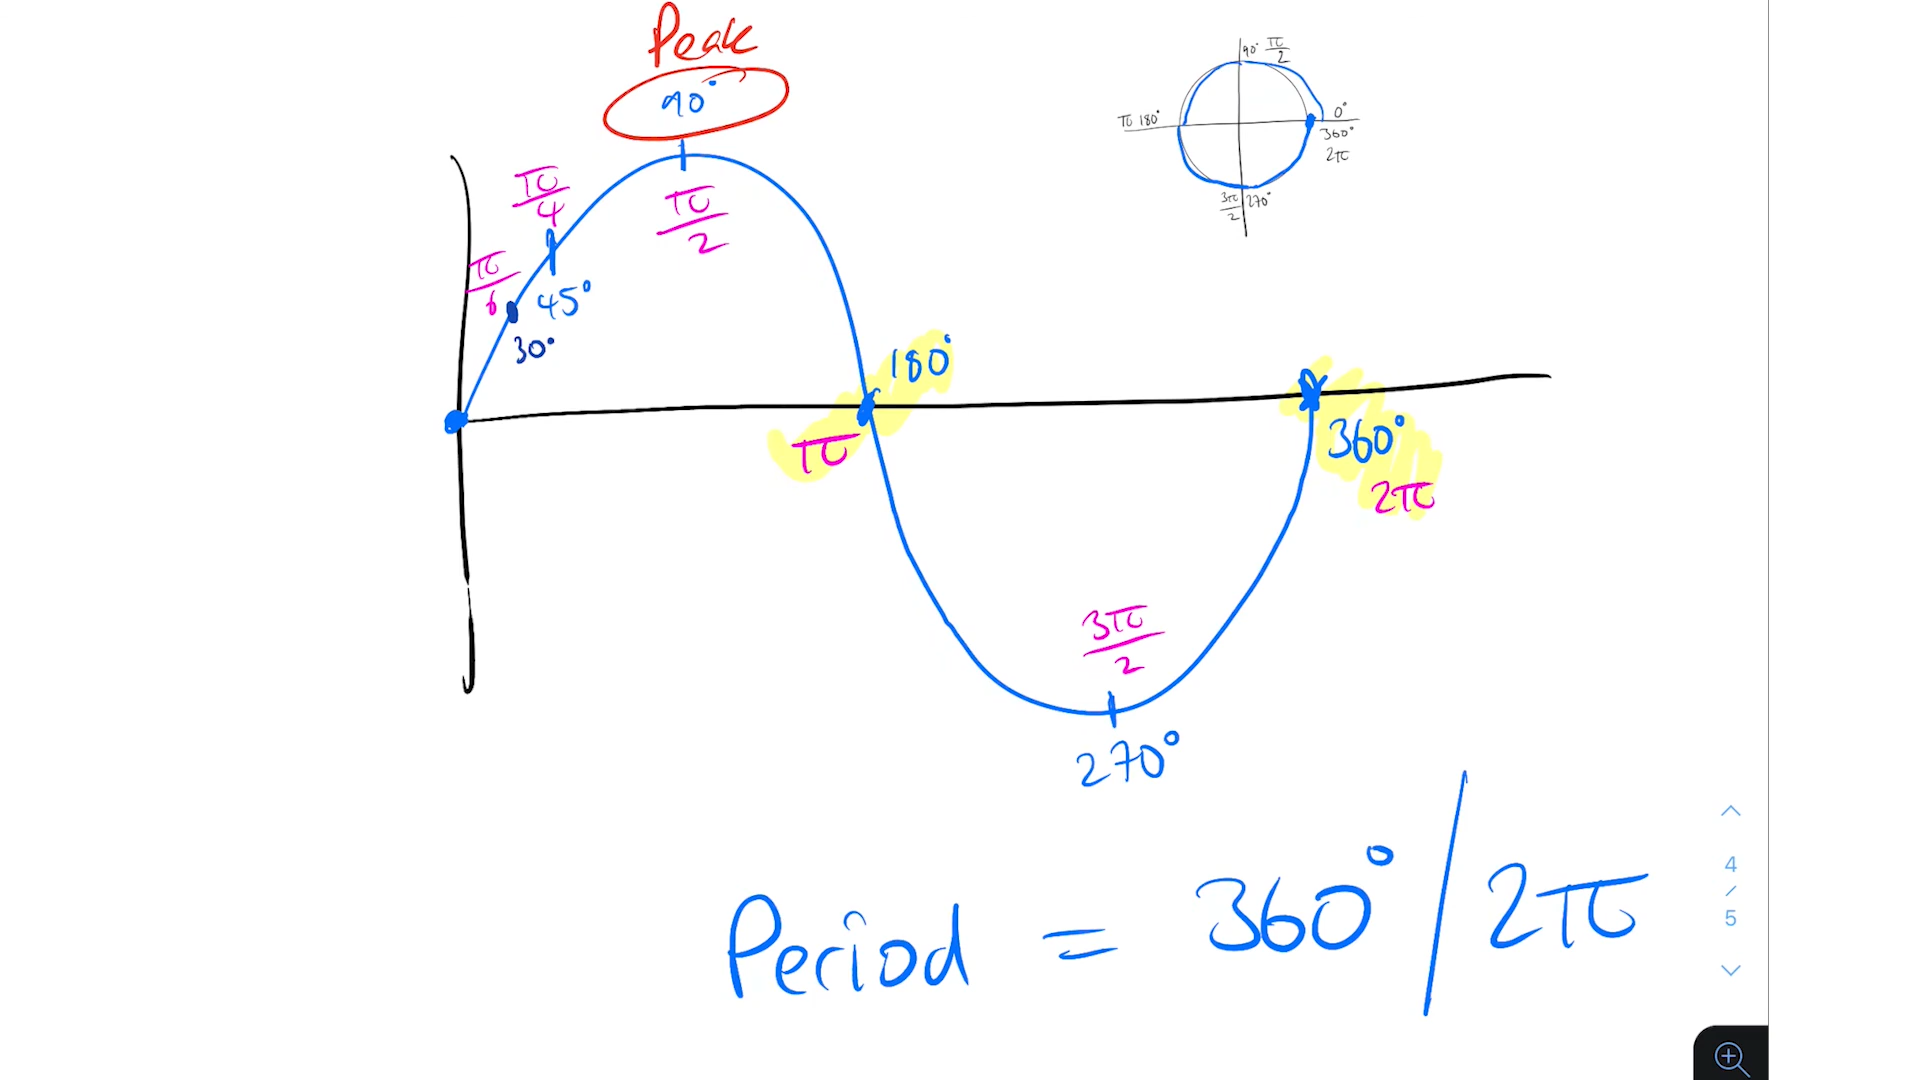 Peak
90°
π/4
π/2
π/6
45°
30°
180°
π
360°
2π
3π/2
270°
90° π/2
π 180°
0°
360°
2π
3π/2 270°
Period = 360° / 2π
4
/
5